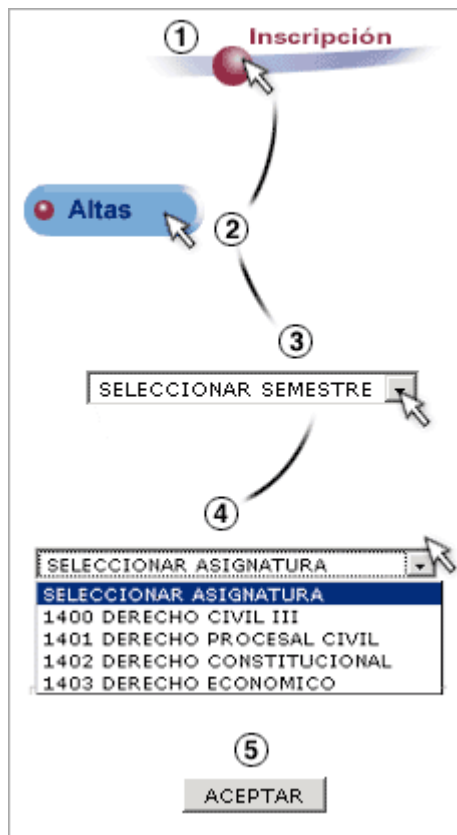 1 Inscripción
Altas
2
3
SELECCIONAR SEMESTRE
4
SELECCIONAR ASIGNATURA
SELECCIONAR ASIGNATURA
1400 DERECHO CIVIL III
1401 DERECHO PROCESAL CIVIL
1402 DERECHO CONSTITUCIONAL
1403 DERECHO ECONOMICO
5
ACEPTAR